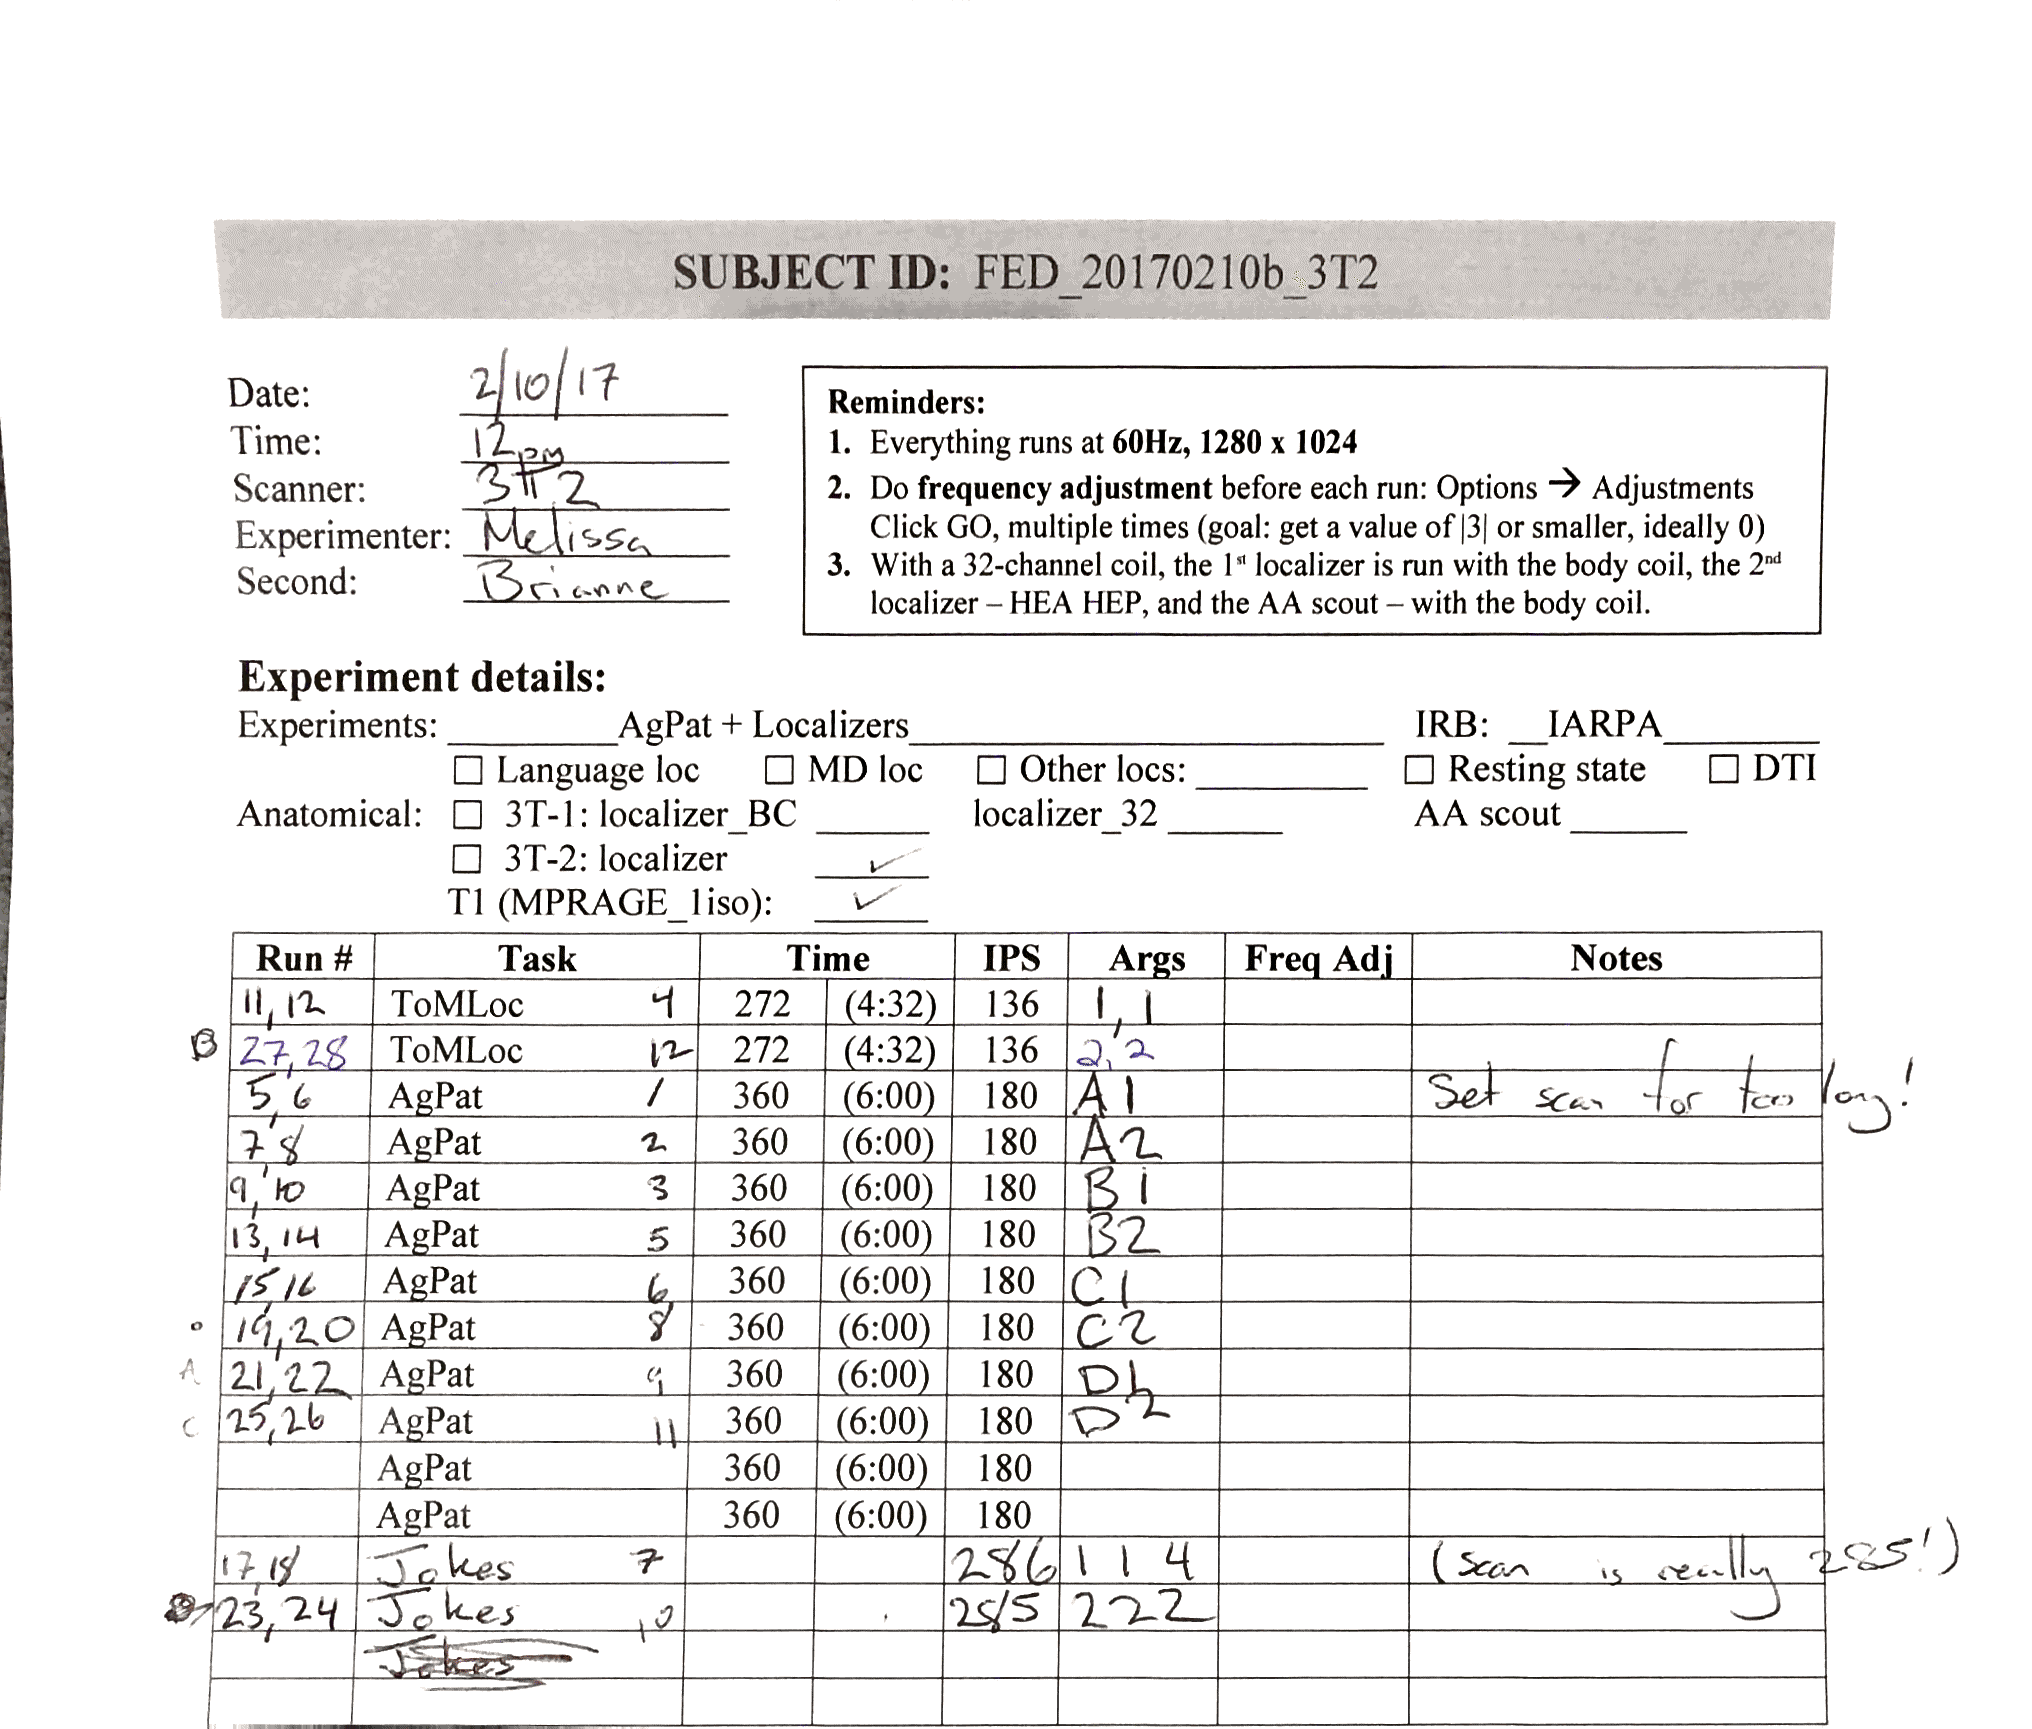 SUBJECT ID: FED_20170210b_3T2
Date: 2/10/17
Time: 12pm
Scanner: 3T 2
Experimenter: Melissa
Second: Brianne
Reminders:
1. Everything runs at 60Hz, 1280 x 1024
2. Do frequency adjustment before each run: Options → Adjustments
Click GO, multiple times (goal: get a value of |3| or smaller, ideally 0)
3. With a 32-channel coil, the 1st localizer is run with the body coil, the 2nd
localizer – HEA HEP, and the AA scout – with the body coil.
Experiment details:
Experiments: ______AgPat + Localizers______ IRB: __IARPA______
☐ Language loc ☐ MD loc ☐ Other locs: ______ ☐ Resting state ☐ DTI
Anatomical: ☐ 3T-1: localizer_BC ______ localizer_32 ______ AA scout ______
☐ 3T-2: localizer ✓
T1 (MPRAGE_1iso): ✓
Run # Task Time IPS Args Freq Adj Notes
11, 12 ToMLoc 4 272 (4:32) 136 1, 1
B 27, 28 ToMLoc 12 272 (4:32) 136 2, 2
5, 6 AgPat 1 360 (6:00) 180 A1 Set scan for too long!
7, 8 AgPat 2 360 (6:00) 180 A2
9, 10 AgPat 3 360 (6:00) 180 B1
13, 14 AgPat 5 360 (6:00) 180 B2
15, 16 AgPat 6 360 (6:00) 180 C1
19, 20 AgPat 8 360 (6:00) 180 C2
A 21, 22 AgPat 9 360 (6:00) 180 D1
C 25, 26 AgPat 11 360 (6:00) 180 D2
AgPat 360 (6:00) 180
AgPat 360 (6:00) 180
17, 18 Jokes 7 286 1 1 4 (scan is really 285!)
23, 24 Jokes 10 285 2 2 2
Jokes